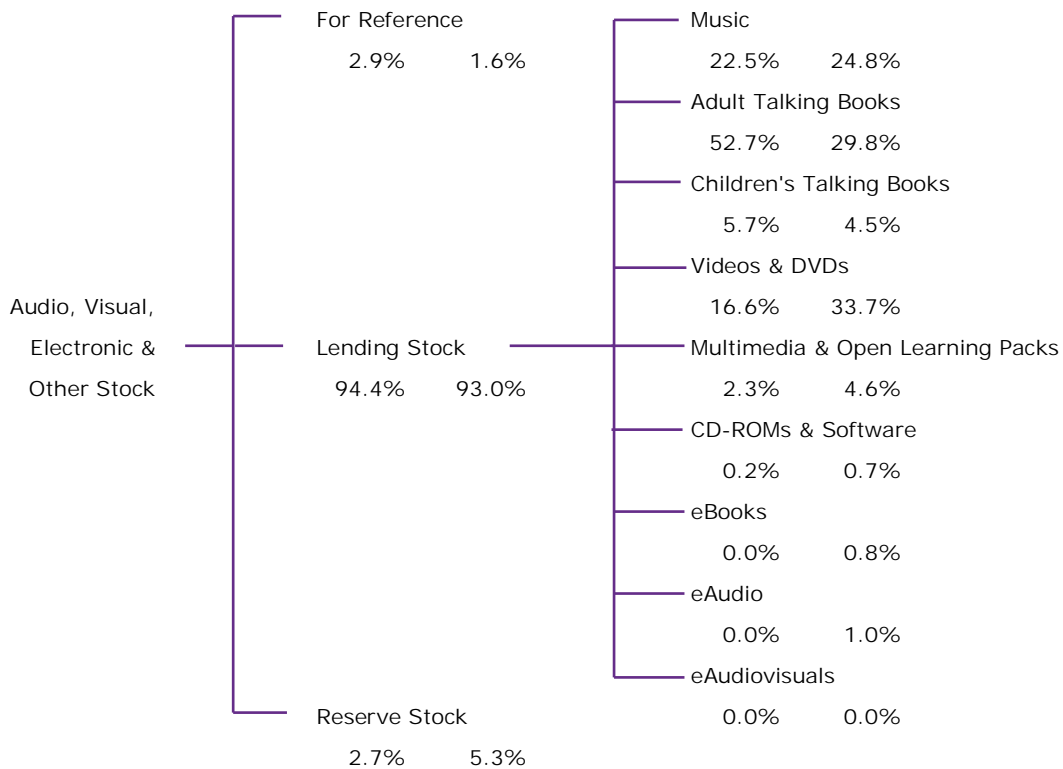 Audio, Visual,
Electronic &
Other Stock
For Reference
2.9% 1.6%
Lending Stock
94.4% 93.0%
Reserve Stock
2.7% 5.3%
Music
22.5% 24.8%
Adult Talking Books
52.7% 29.8%
Children's Talking Books
5.7% 4.5%
Videos & DVDs
16.6% 33.7%
Multimedia & Open Learning Packs
2.3% 4.6%
CD-ROMs & Software
0.2% 0.7%
eBooks
0.0% 0.8%
eAudio
0.0% 1.0%
eAudiovisuals
0.0% 0.0%